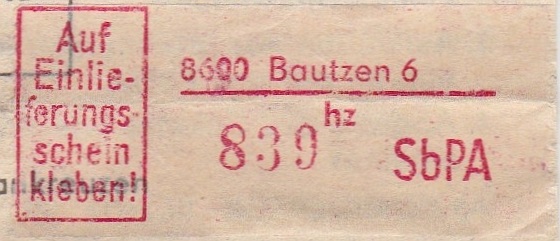 Auf
Einlie-
ferungs-
schein
kleben!
8600 Bautzen 6
hz
839 SbPA